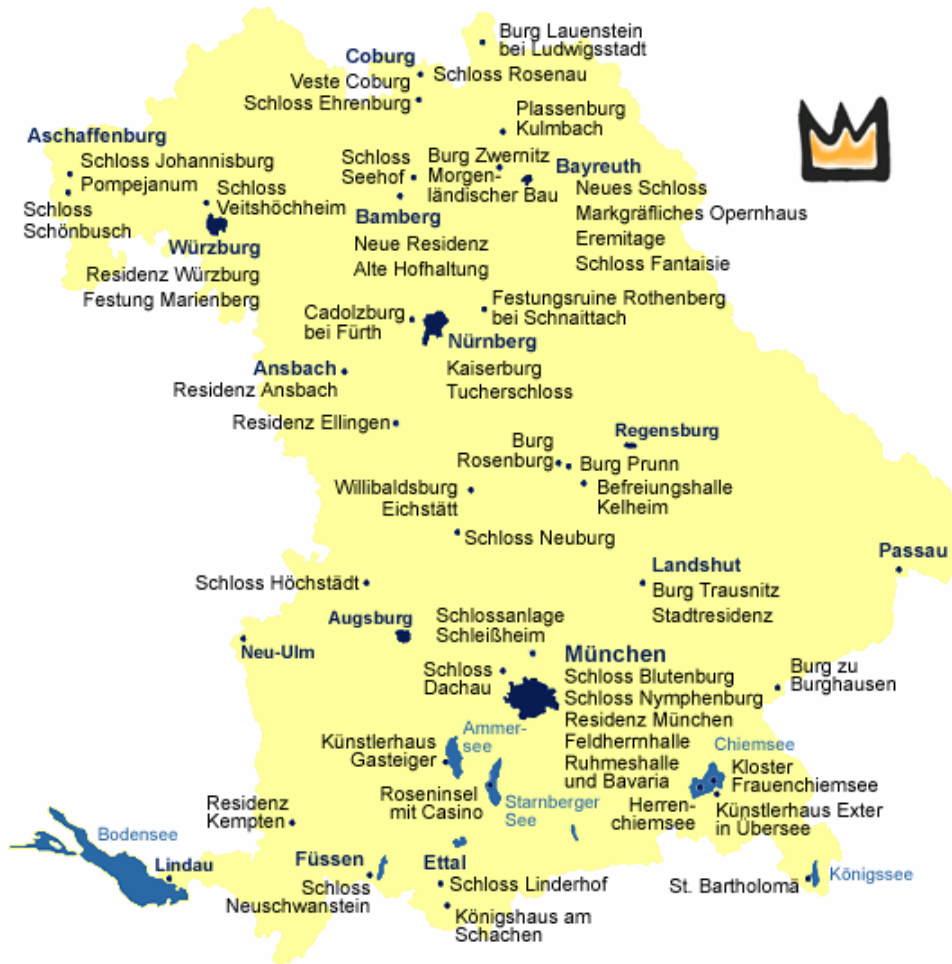 Burg Lauenstein
bei Ludwigsstadt
Coburg
Veste Coburg
Schloss Rosenau
Schloss Ehrenburg
Plassenburg
Kulmbach
Aschaffenburg
Schloss Johannisburg
Pompejanum
Schloss
Schönbusch
Schloss
Veitshöchheim
Würzburg
Residenz Würzburg
Festung Marienberg
Schloss
Seehof
Bamberg
Neue Residenz
Alte Hofhaltung
Burg Zwernitz
Morgen-
ländischer Bau
Bayreuth
Neues Schloss
Markgräfliches Opernhaus
Eremitage
Schloss Fantaisie
Cadolzburg
bei Fürth
Festungsruine Rothenberg
bei Schnaittach
Nürnberg
Kaiserburg
Tucherschloss
Ansbach
Residenz Ansbach
Residenz Ellingen
Burg
Rosenburg
Regensburg
Burg Prunn
Befreiungshalle
Kelheim
Willibaldsburg
Eichstätt
Schloss Neuburg
Passau
Landshut
Burg Trausnitz
Stadtresidenz
Schloss Höchstädt
Augsburg
Neu-Ulm
Schlossanlage
Schleißheim
Schloss
Dachau
München
Schloss Blutenburg
Schloss Nymphenburg
Residenz München
Feldherrnhalle
Ruhmeshalle
und Bavaria
Burg zu
Burghausen
Ammer-
see
Künstlerhaus
Gasteiger
Roseninsel
mit Casino
Starnberger
See
Chiemsee
Kloster
Frauenchiemsee
Herren-
chiemsee
Künstlerhaus Exter
in Übersee
Residenz
Kempten
Bodensee
Lindau
Füssen
Schloss
Neuschwanstein
Ettal
Schloss Linderhof
Königshaus am
Schachen
St. Bartholomä
Königssee